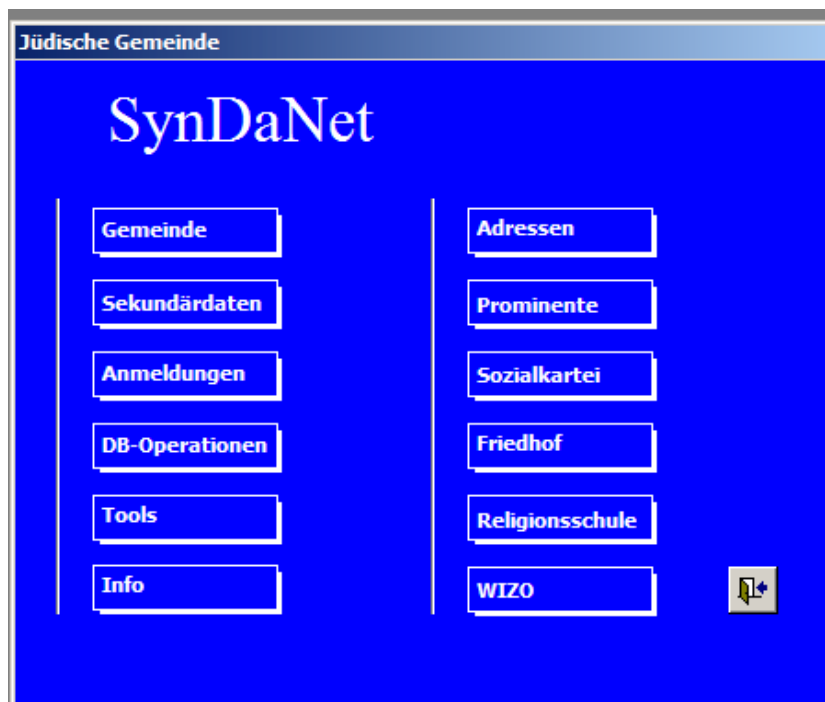 Jüdische Gemeinde
SynDaNet
Gemeinde
Sekundärdaten
Anmeldungen
DB-Operationen
Tools
Info
Adressen
Prominente
Sozialkartei
Friedhof
Religionsschule
WIZO